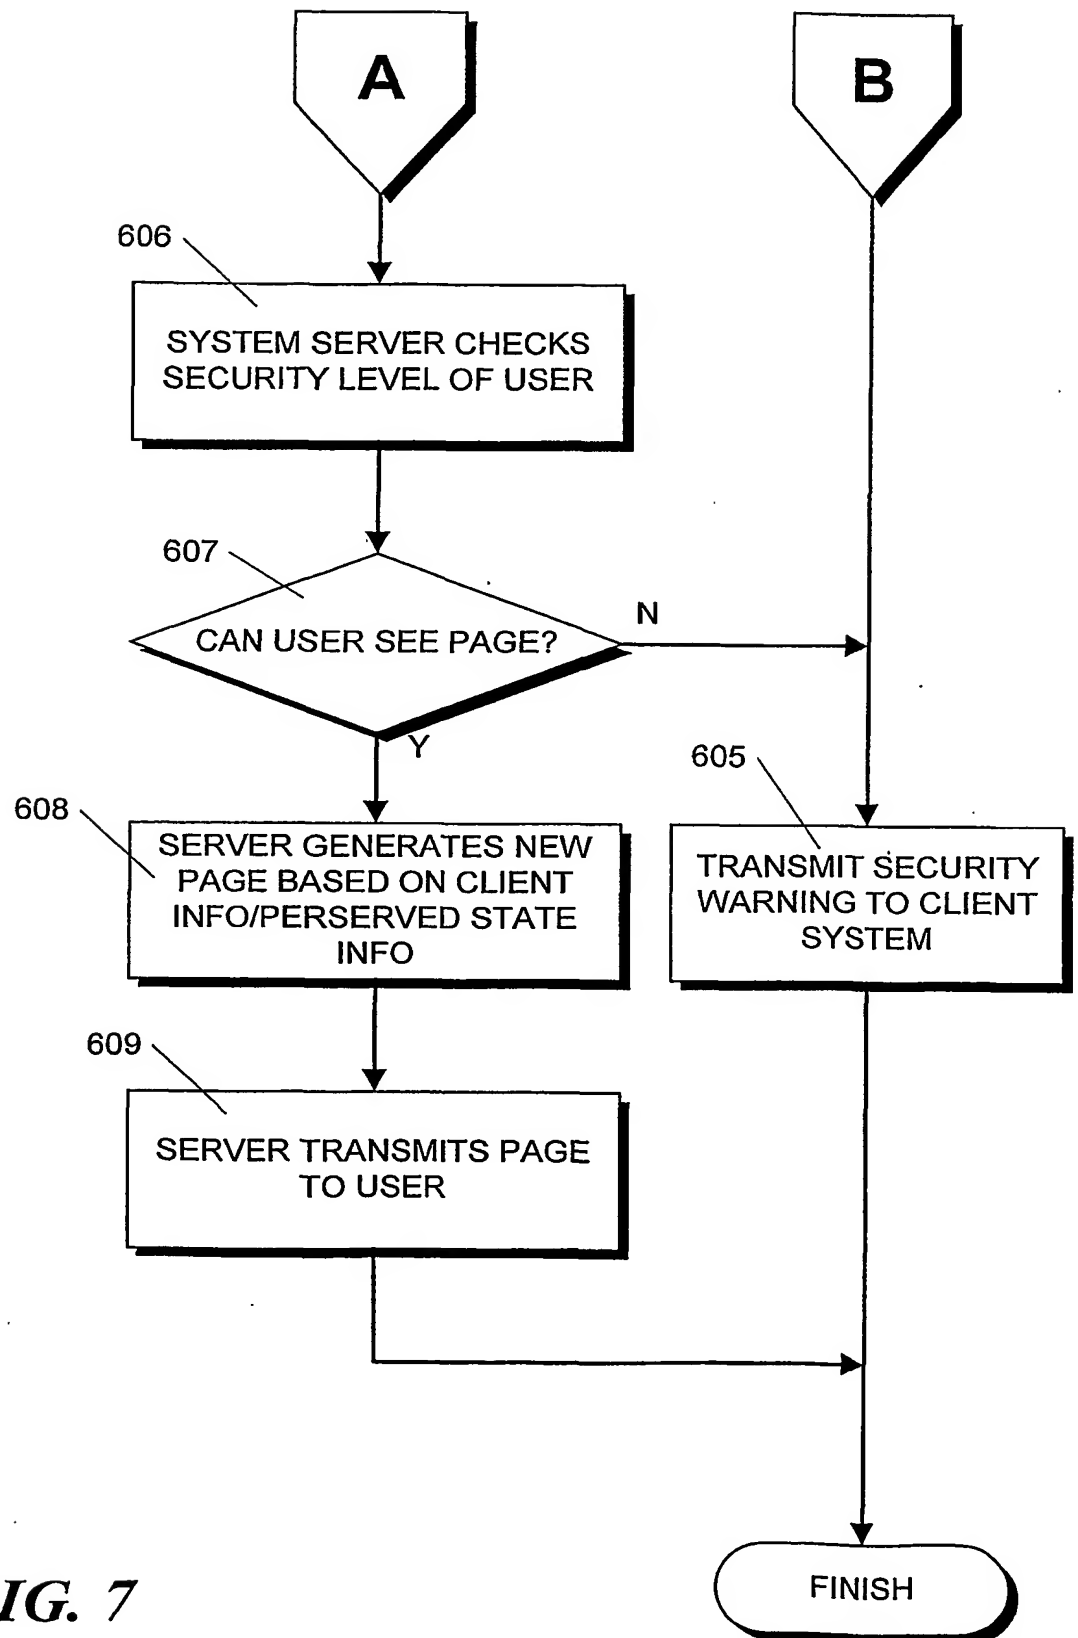 A
B
606
SYSTEM SERVER CHECKS
SECURITY LEVEL OF USER
607
CAN USER SEE PAGE?
N
Y
605
TRANSMIT SECURITY
WARNING TO CLIENT
SYSTEM
608
SERVER GENERATES NEW
PAGE BASED ON CLIENT
INFO/PERSERVED STATE
INFO
609
SERVER TRANSMITS PAGE
TO USER
FINISH
IG. 7